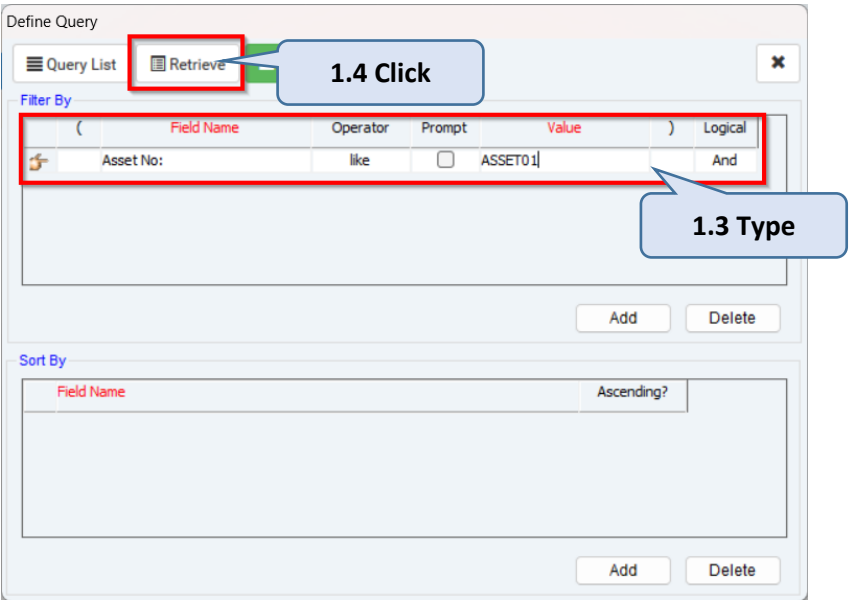 Define Query
Query List Retrieve
1.4 Click
Filter By
( Field Name Operator Prompt Value ) Logical
Asset No: like ASSET01 And
1.3 Type
Add Delete
Sort By
Field Name Ascending?
Add Delete